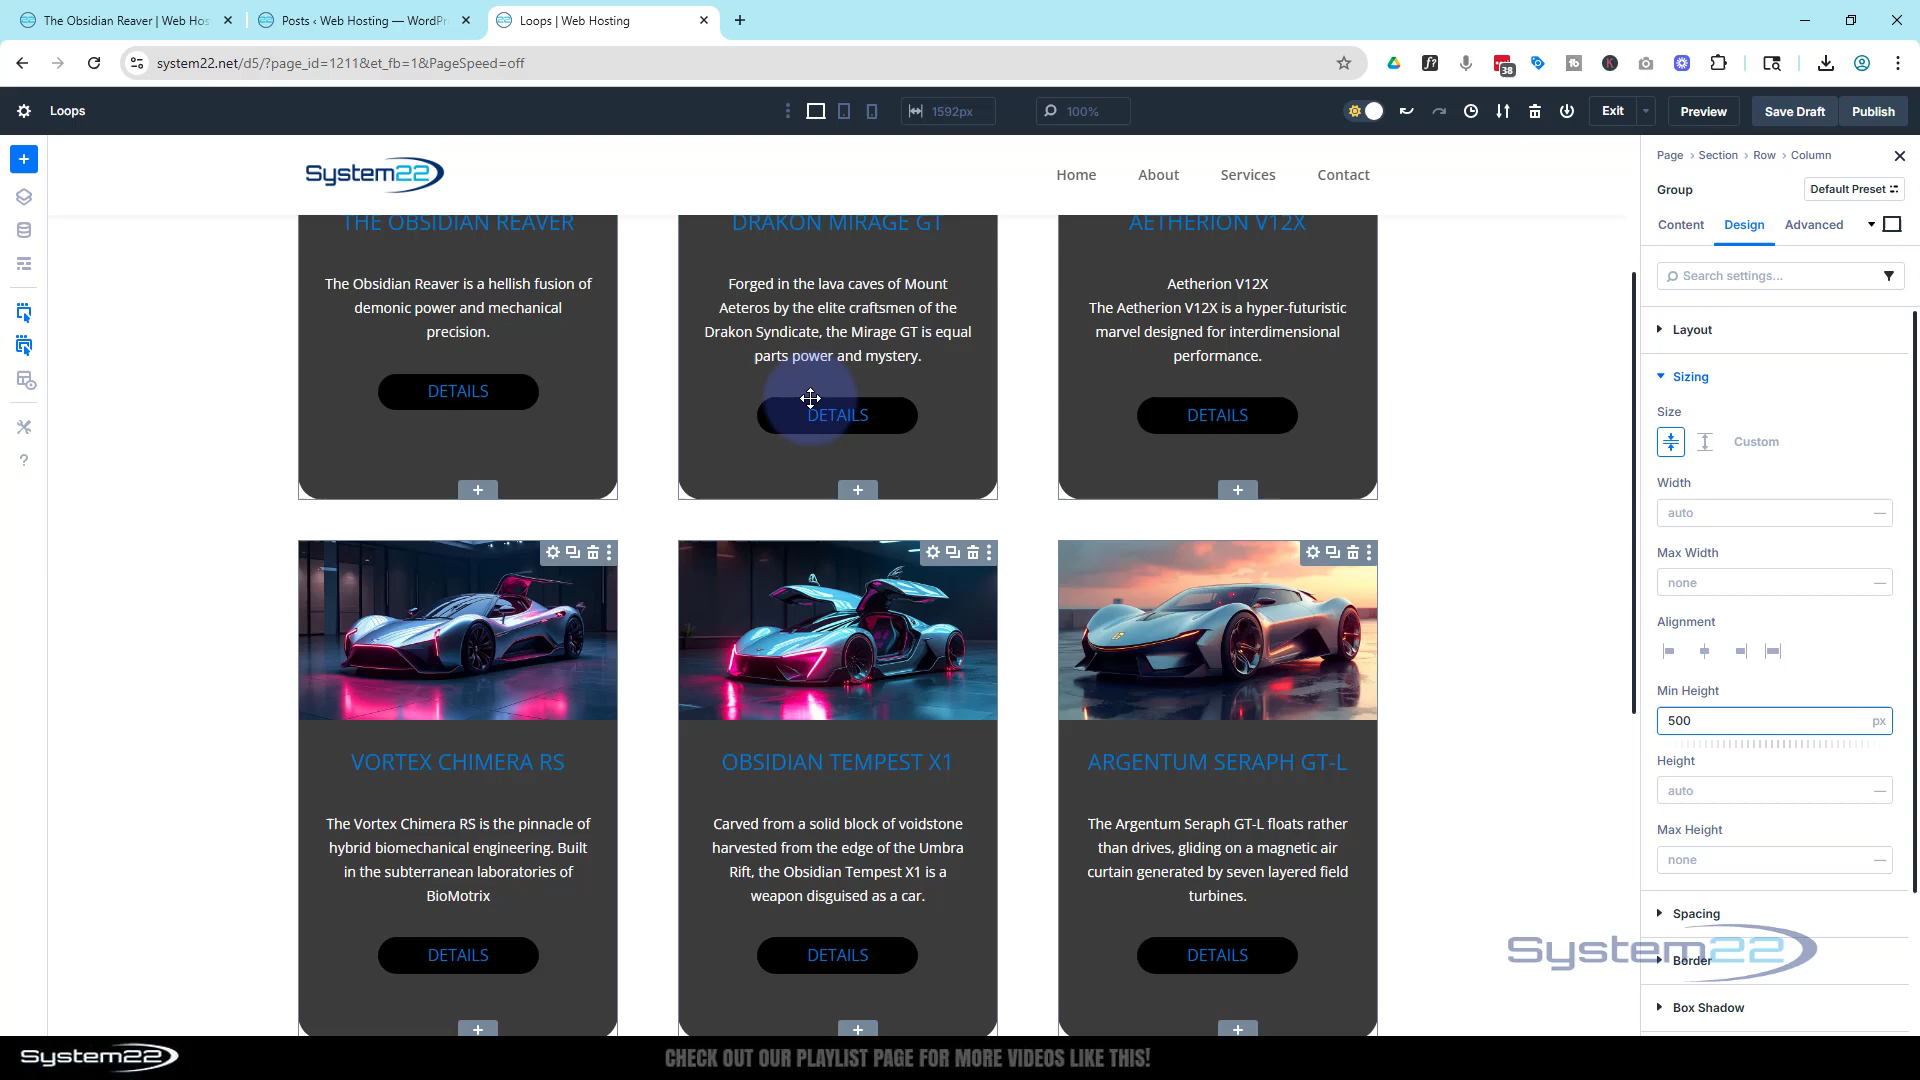 The Obsidian Reaver | Web Hos
Posts ‹ Web Hosting — WordPr
Loops | Web Hosting
system22.net/d5/?page_id=1211&et_fb=1&PageSpeed=off
38
Loops
1592px
100%
Exit
Preview
Save Draft
Publish
System22
Home
About
Services
Contact
Page › Section › Row › Column
Group
Default Preset
Content
Design
Advanced
Search settings...
Layout
Sizing
Size
Custom
Width
auto
Max Width
none
Alignment
Min Height
500
px
Height
auto
Max Height
none
Spacing
Border
Box Shadow
THE OBSIDIAN REAVER
The Obsidian Reaver is a hellish fusion of
demonic power and mechanical
precision.
DETAILS
DRAKON MIRAGE GT
Forged in the lava caves of Mount
Aeteros by the elite craftsmen of the
Drakon Syndicate, the Mirage GT is equal
parts power and mystery.
DETAILS
AETHERION V12X
Aetherion V12X
The Aetherion V12X is a hyper-futuristic
marvel designed for interdimensional
performance.
DETAILS
VORTEX CHIMERA RS
The Vortex Chimera RS is the pinnacle of
hybrid biomechanical engineering. Built
in the subterranean laboratories of
BioMotrix
DETAILS
OBSIDIAN TEMPEST X1
Carved from a solid block of voidstone
harvested from the edge of the Umbra
Rift, the Obsidian Tempest X1 is a
weapon disguised as a car.
DETAILS
ARGENTUM SERAPH GT-L
The Argentum Seraph GT-L floats rather
than drives, gliding on a magnetic air
curtain generated by seven layered field
turbines.
DETAILS
System22
System22
CHECK OUT OUR PLAYLIST PAGE FOR MORE VIDEOS LIKE THIS!